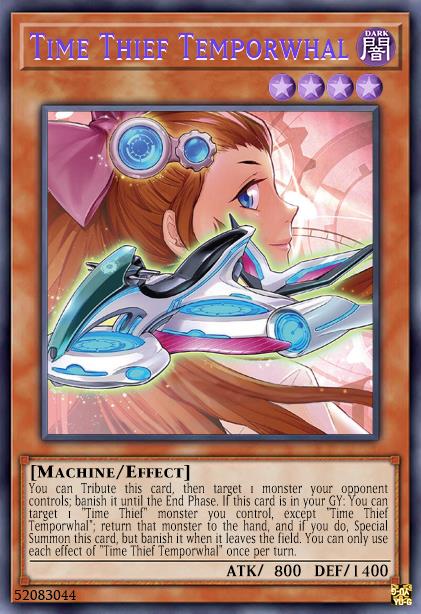 TIME THIEF TEMPORWHAL
DARK
闇
[MACHINE/EFFECT]
You can Tribute this card, then target 1 monster your opponent
controls; banish it until the End Phase. If this card is in your GY: You can
target 1 "Time Thief" monster you control, except "Time Thief
Temporwhal"; return that monster to the hand, and if you do, Special
Summon this card, but banish it when it leaves the field. You can only use
each effect of "Time Thief Temporwhal" once per turn.
ATK/ 800 DEF/1400
52083044